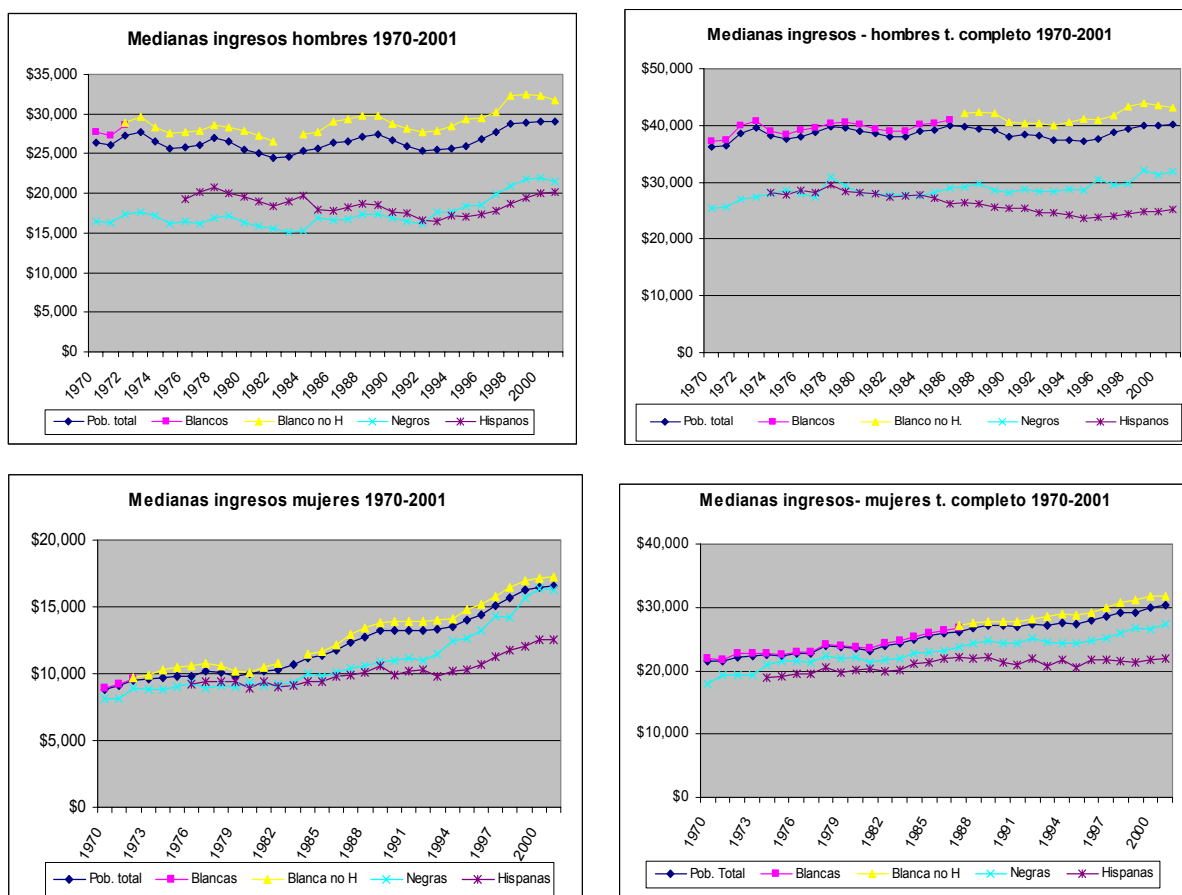 Medianas ingresos hombres 1970-2001
$35,000
$30,000
$25,000
$20,000
$15,000
$10,000
$5,000
$0
1970 1972 1974 1976 1978 1980 1982 1984 1986 1988 1990 1992 1994 1996 1998 2000
Pob. total Blancos Blanco no H Negros Hispanos
Medianas ingresos - hombres t. completo 1970-2001
$50,000
$40,000
$30,000
$20,000
$10,000
$0
1970 1972 1974 1976 1978 1980 1982 1984 1986 1988 1990 1992 1994 1996 1998 2000
Pob. total Blancos Blanco no H. Negros Hispanos
Medianas ingresos mujeres 1970-2001
$20,000
$15,000
$10,000
$5,000
$0
1970 1973 1976 1979 1982 1985 1988 1991 1994 1997 2000
Pob. total Blancas Blanca no H Negras Hispanas
Medianas ingresos- mujeres t. completo 1970-2001
$40,000
$30,000
$20,000
$10,000
$0
1970 1973 1976 1979 1982 1985 1988 1991 1994 1997 2000
Pob. Total Blancas Blanca no H Negras Hispanas